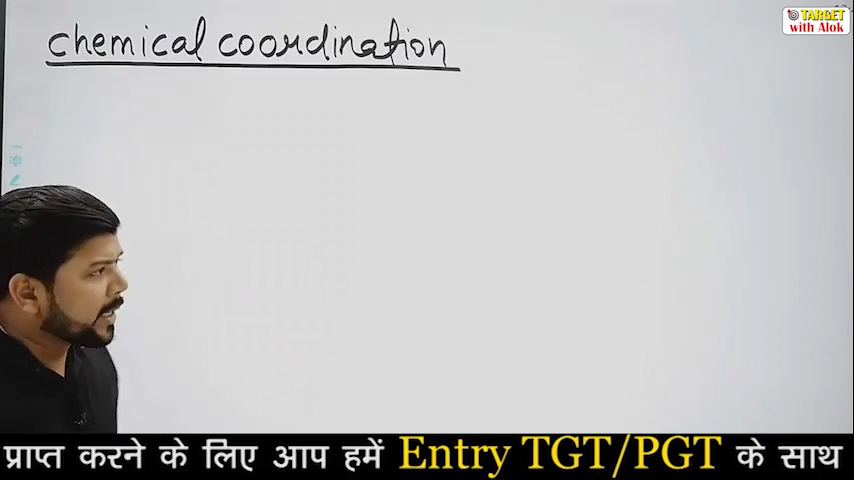 chemical coordination
TARGET
with Alok
प्राप्त करने के लिए आप हमें Entry TGT/PGT के साथ